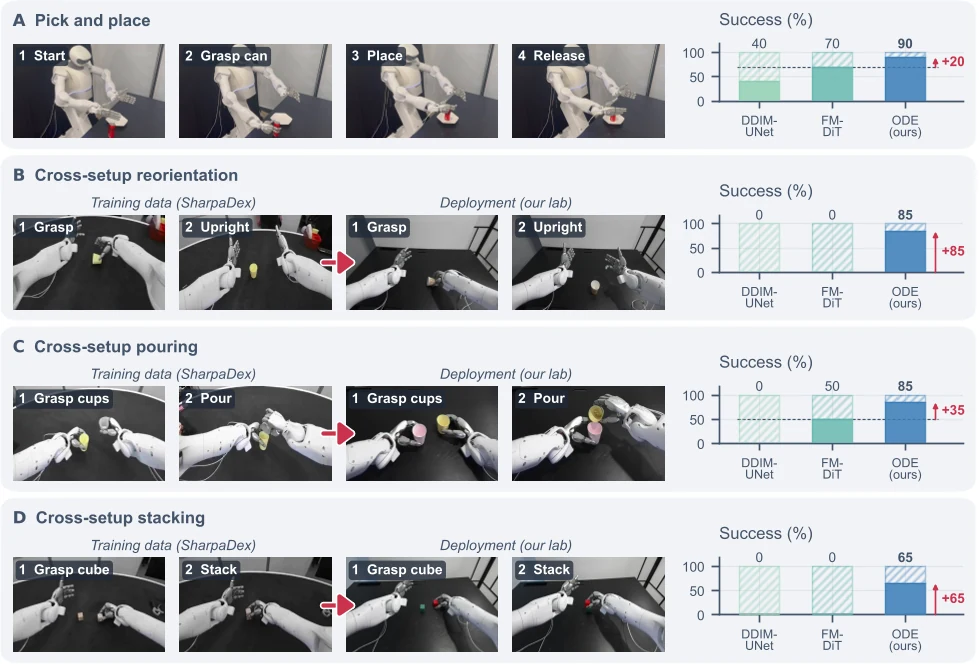 A Pick and place
1 Start
2 Grasp can
3 Place
4 Release
Success (%)
40 70 90
100
50
0
+20
DDIM-
UNet
FM-
DiT
ODE
(ours)
B Cross-setup reorientation
Training data (SharpaDex)
Deployment (our lab)
1 Grasp
2 Upright
1 Grasp
2 Upright
Success (%)
0 0 85
100
50
0
+85
DDIM-
UNet
FM-
DiT
ODE
(ours)
C Cross-setup pouring
Training data (SharpaDex)
Deployment (our lab)
1 Grasp cups
2 Pour
1 Grasp cups
2 Pour
Success (%)
0 50 85
100
50
0
+35
DDIM-
UNet
FM-
DiT
ODE
(ours)
D Cross-setup stacking
Training data (SharpaDex)
Deployment (our lab)
1 Grasp cube
2 Stack
1 Grasp cube
2 Stack
Success (%)
0 0 65
100
50
0
+65
DDIM-
UNet
FM-
DiT
ODE
(ours)